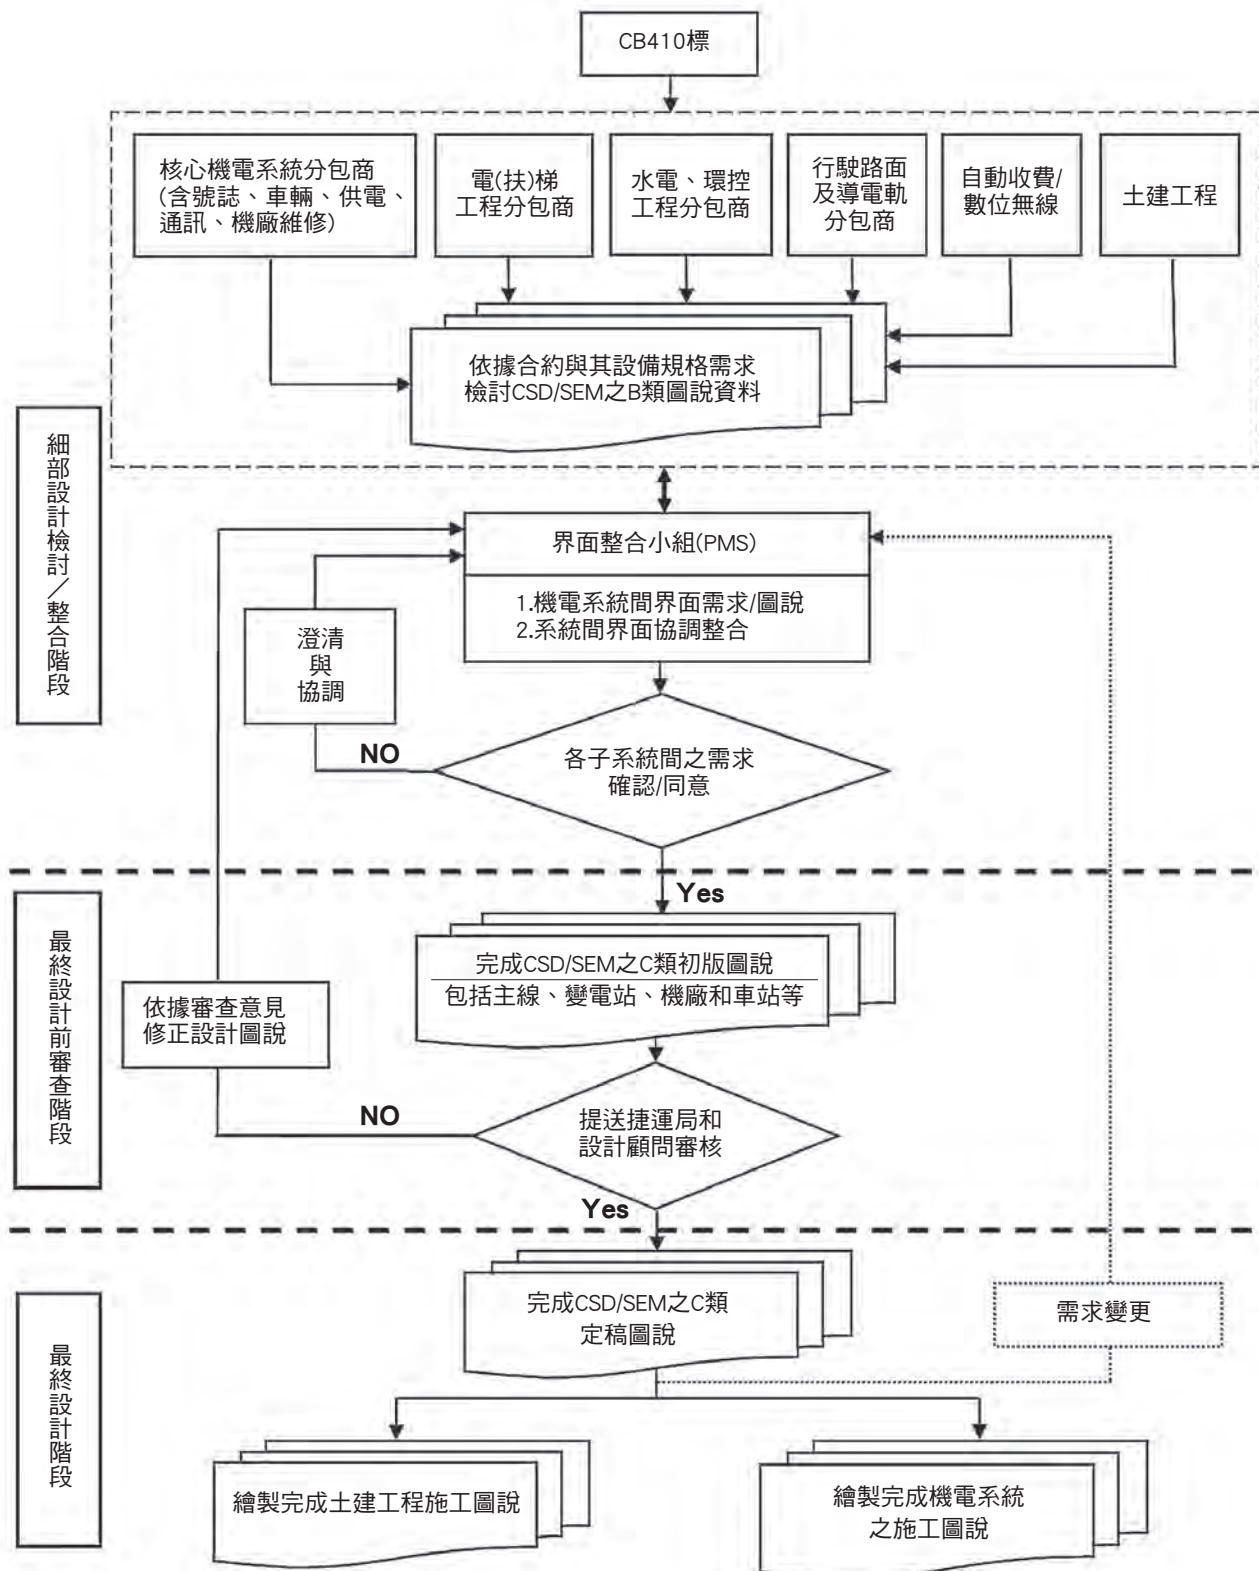 CB410標
核心機電系統分包商
(含號誌、車輛、供電、
通訊、機廠維修)
電(扶)梯
工程分包商
水電、環控
工程分包商
行駛路面
及導電軌
分包商
自動收費/
數位無線
土建工程
依據合約與其設備規格需求
檢討CSD/SEM之B類圖說資料
細部設計檢討／整合階段
界面整合小組(PMS)
1.機電系統間界面需求/圖說
2.系統間界面協調整合
澄清
與
協調
NO
各子系統間之需求
確認/同意
Yes
最終設計前審查階段
完成CSD/SEM之C類初版圖說
包括主線、變電站、機廠和車站等
依據審查意見
修正設計圖說
NO
提送捷運局和
設計顧問審核
Yes
最終設計階段
完成CSD/SEM之C類
定稿圖說
需求變更
繪製完成土建工程施工圖說
繪製完成機電系統
之施工圖說